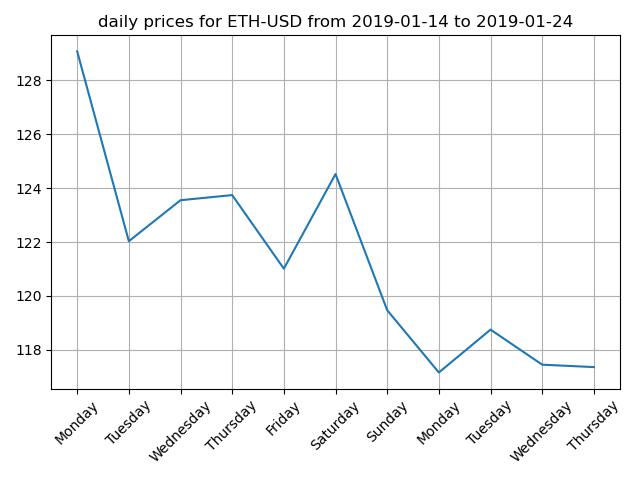 daily prices for ETH-USD from 2019-01-14 to 2019-01-24
128
126
124
122
120
118
Monday
Tuesday
Wednesday
Thursday
Friday
Saturday
Sunday
Monday
Tuesday
Wednesday
Thursday